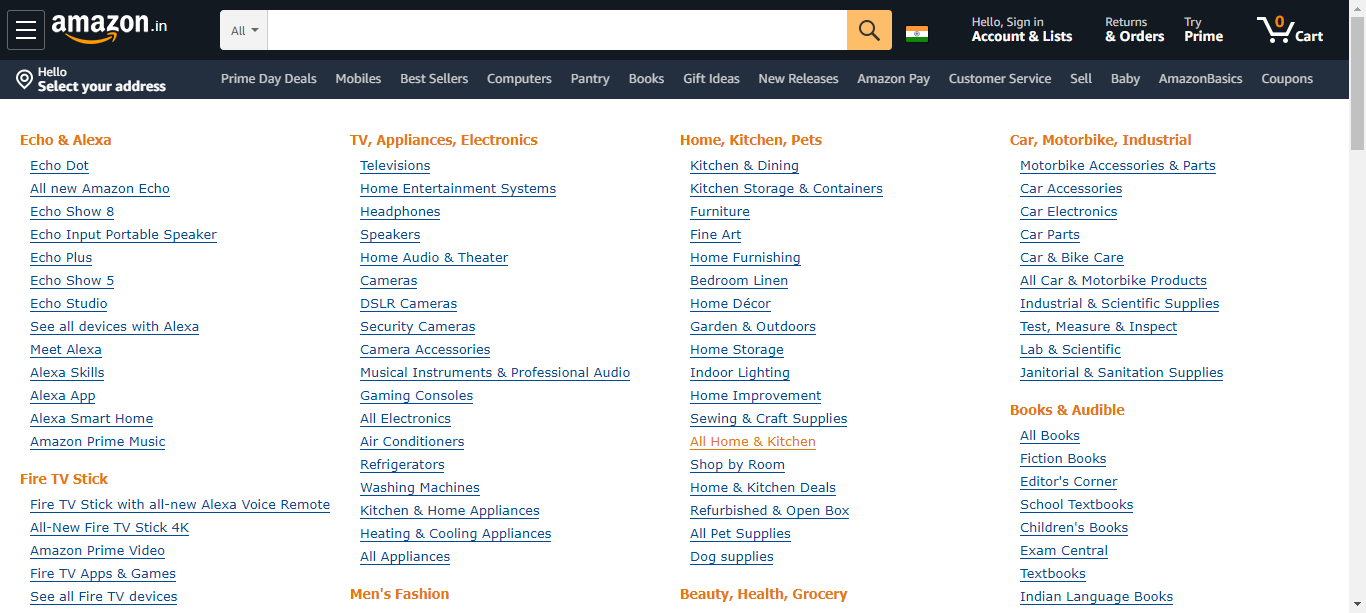 amazon.in
All
Hello, Sign in
Account & Lists
Returns
& Orders
Try
Prime
0
Cart
Hello
Select your address
Prime Day Deals
Mobiles
Best Sellers
Computers
Pantry
Books
Gift Ideas
New Releases
Amazon Pay
Customer Service
Sell
Baby
AmazonBasics
Coupons
Echo & Alexa
Echo Dot
All new Amazon Echo
Echo Show 8
Echo Input Portable Speaker
Echo Plus
Echo Show 5
Echo Studio
See all devices with Alexa
Meet Alexa
Alexa Skills
Alexa App
Alexa Smart Home
Amazon Prime Music
Fire TV Stick
Fire TV Stick with all-new Alexa Voice Remote
All-New Fire TV Stick 4K
Amazon Prime Video
Fire TV Apps & Games
See all Fire TV devices
TV, Appliances, Electronics
Televisions
Home Entertainment Systems
Headphones
Speakers
Home Audio & Theater
Cameras
DSLR Cameras
Security Cameras
Camera Accessories
Musical Instruments & Professional Audio
Gaming Consoles
All Electronics
Air Conditioners
Refrigerators
Washing Machines
Kitchen & Home Appliances
Heating & Cooling Appliances
All Appliances
Men's Fashion
Home, Kitchen, Pets
Kitchen & Dining
Kitchen Storage & Containers
Furniture
Fine Art
Home Furnishing
Bedroom Linen
Home Décor
Garden & Outdoors
Home Storage
Indoor Lighting
Home Improvement
Sewing & Craft Supplies
All Home & Kitchen
Shop by Room
Home & Kitchen Deals
Refurbished & Open Box
All Pet Supplies
Dog supplies
Beauty, Health, Grocery
Car, Motorbike, Industrial
Motorbike Accessories & Parts
Car Accessories
Car Electronics
Car Parts
Car & Bike Care
All Car & Motorbike Products
Industrial & Scientific Supplies
Test, Measure & Inspect
Lab & Scientific
Janitorial & Sanitation Supplies
Books & Audible
All Books
Fiction Books
Editor's Corner
School Textbooks
Children's Books
Exam Central
Textbooks
Indian Language Books